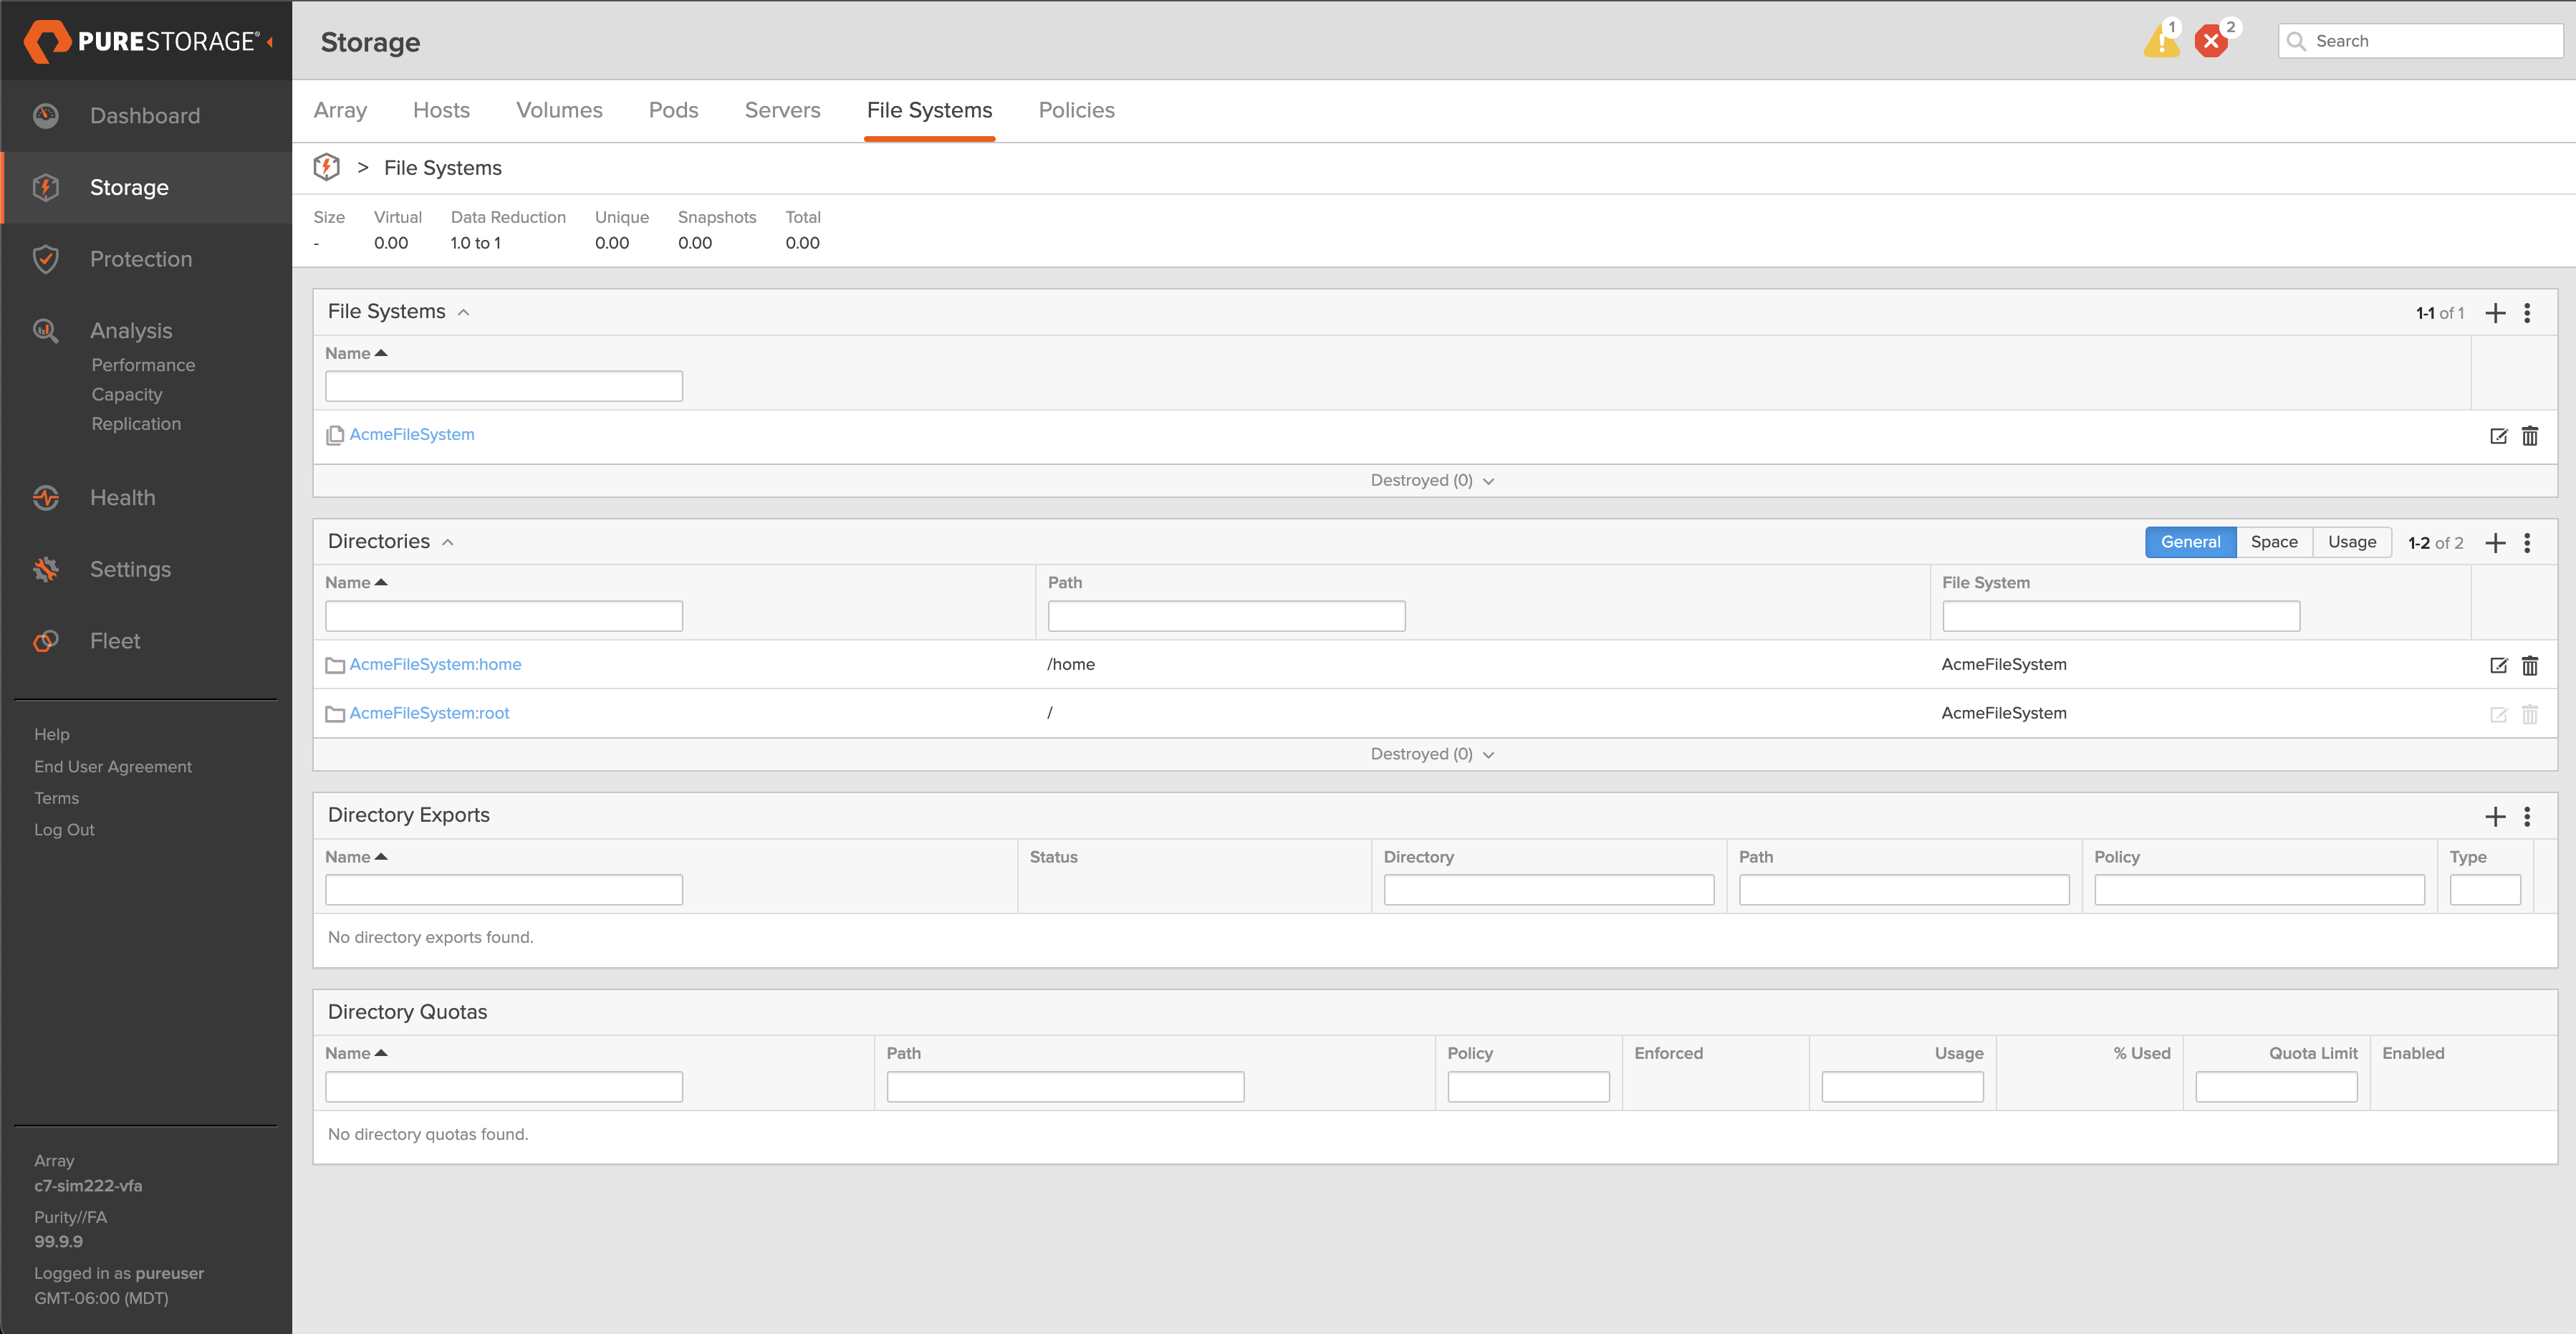 PURESTORAGE®
Storage
1
2
Search
Dashboard
Storage
Protection
Analysis
Performance
Capacity
Replication
Health
Settings
Fleet
Help
End User Agreement
Terms
Log Out
Array
c7-sim222-vfa
Purity//FA
99.9.9
Logged in as pureuser
GMT-06:00 (MDT)
Array Hosts Volumes Pods Servers File Systems Policies
> File Systems
Size Virtual Data Reduction Unique Snapshots Total
- 0.00 1.0 to 1 0.00 0.00 0.00
File Systems 1-1 of 1
Name
AcmeFileSystem
Destroyed (0)
Directories General Space Usage 1-2 of 2
Name Path File System
AcmeFileSystem:home /home AcmeFileSystem
AcmeFileSystem:root / AcmeFileSystem
Destroyed (0)
Directory Exports
Name Status Directory Path Policy Type
No directory exports found.
Directory Quotas
Name Path Policy Enforced Usage % Used Quota Limit Enabled
No directory quotas found.